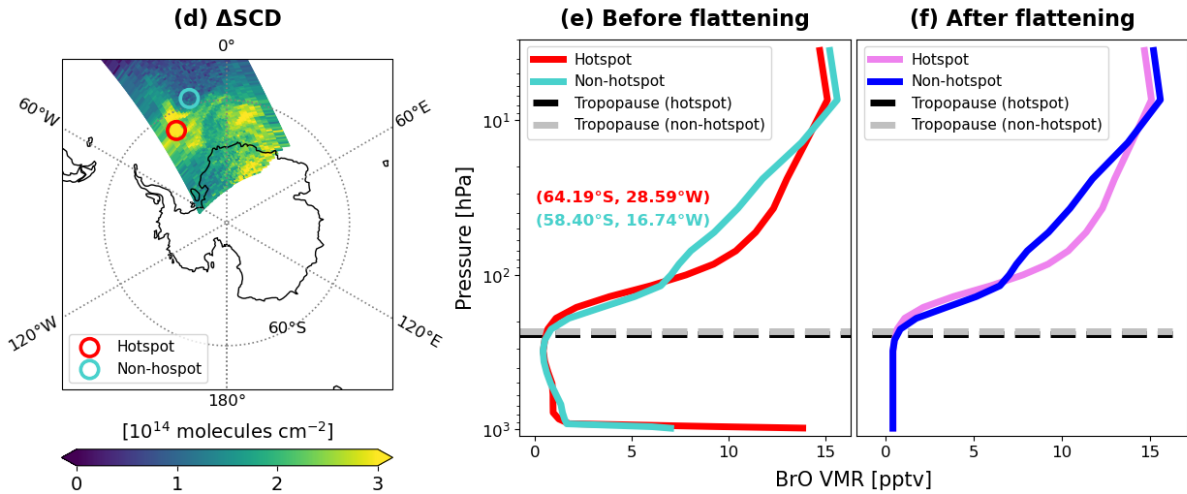 (d) ΔSCD
0°
60°W
60°E
120°W
120°E
60°S
180°
Hotspot
Non-hospot
[10¹⁴ molecules cm⁻²]
0 1 2 3
(e) Before flattening
Hotspot
Non-hotspot
Tropopause (hotspot)
Tropopause (non-hotspot)
(64.19°S, 28.59°W)
(58.40°S, 16.74°W)
Pressure [hPa]
10¹
10²
10³
0 5 10 15
(f) After flattening
Hotspot
Non-hotspot
Tropopause (hotspot)
Tropopause (non-hotspot)
0 5 10 15
BrO VMR [pptv]